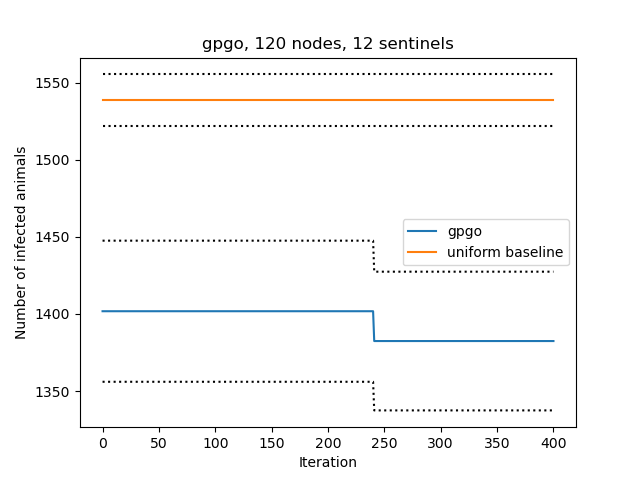 gpgo, 120 nodes, 12 sentinels
Number of infected animals
1550
1500
1450
1400
1350
gpgo
uniform baseline
0 50 100 150 200 250 300 350 400
Iteration